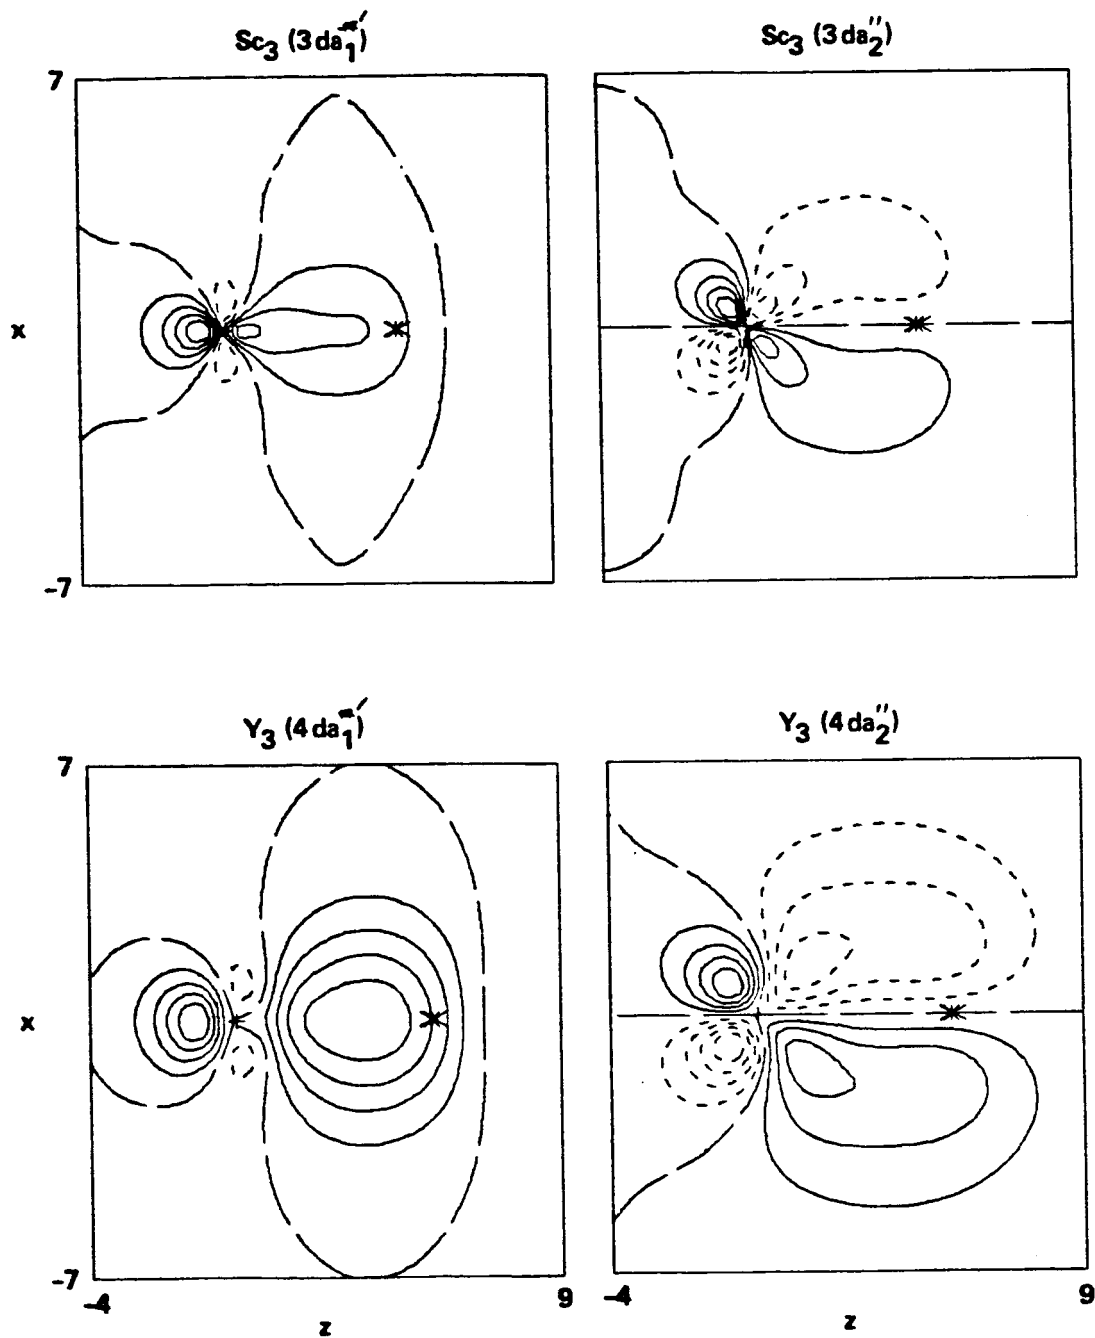 Sc3 (3da1*′)
Sc3 (3da2″)
7
x
-7
Y3 (4da1*′)
Y3 (4da2″)
7
x
-7
-4
9
z
-4
9
z